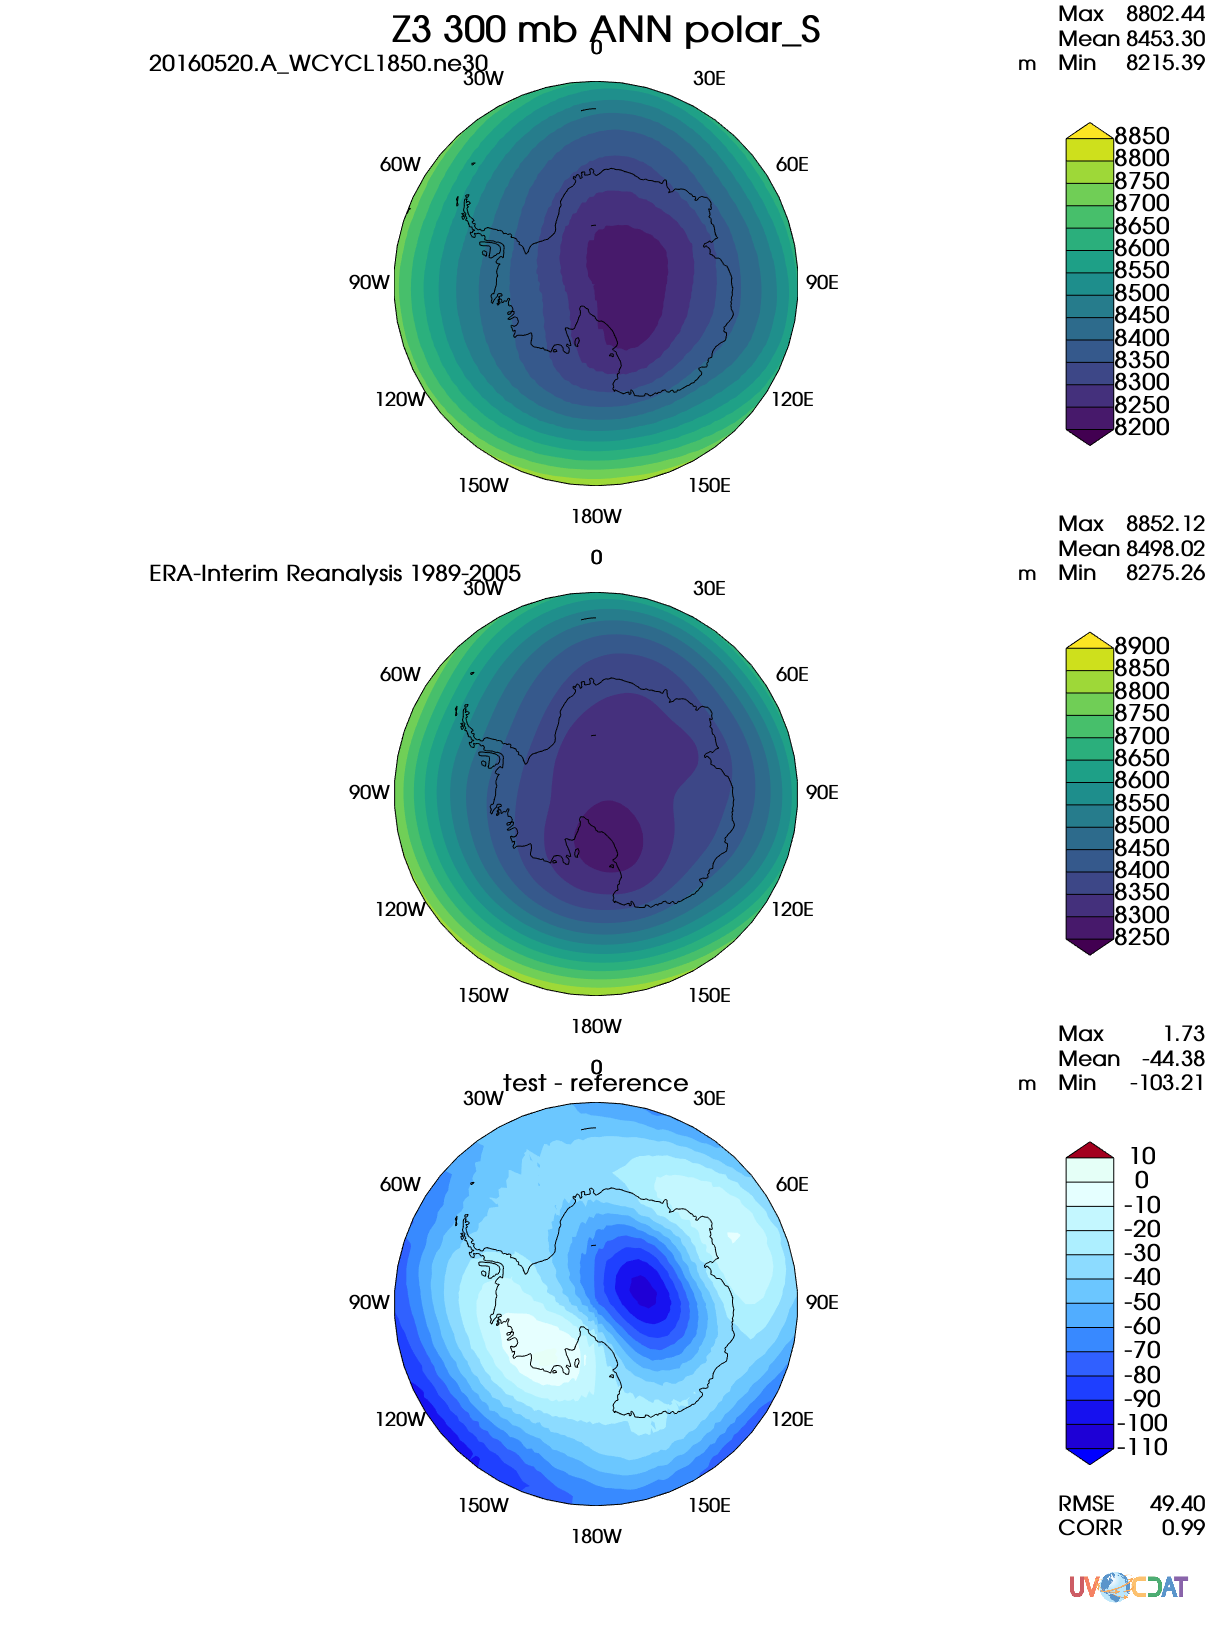 Z3 300 mb ANN polar_S
20160520.A_WCYCL1850.ne30
Max 8802.44
Mean 8453.30
m Min 8215.39
0
30W 30E
60W 60E
90W 90E
120W 120E
150W 150E
180W
8850
8800
8750
8700
8650
8600
8550
8500
8450
8400
8350
8300
8250
8200
ERA-Interim Reanalysis 1989-2005
Max 8852.12
Mean 8498.02
m Min 8275.26
0
30W 30E
60W 60E
90W 90E
120W 120E
150W 150E
180W
8900
8850
8800
8750
8700
8650
8600
8550
8500
8450
8400
8350
8300
8250
test - reference
Max 1.73
Mean -44.38
m Min -103.21
0
30W 30E
60W 60E
90W 90E
120W 120E
150W 150E
180W
10
0
-10
-20
-30
-40
-50
-60
-70
-80
-90
-100
-110
RMSE 49.40
CORR 0.99
UV CDAT